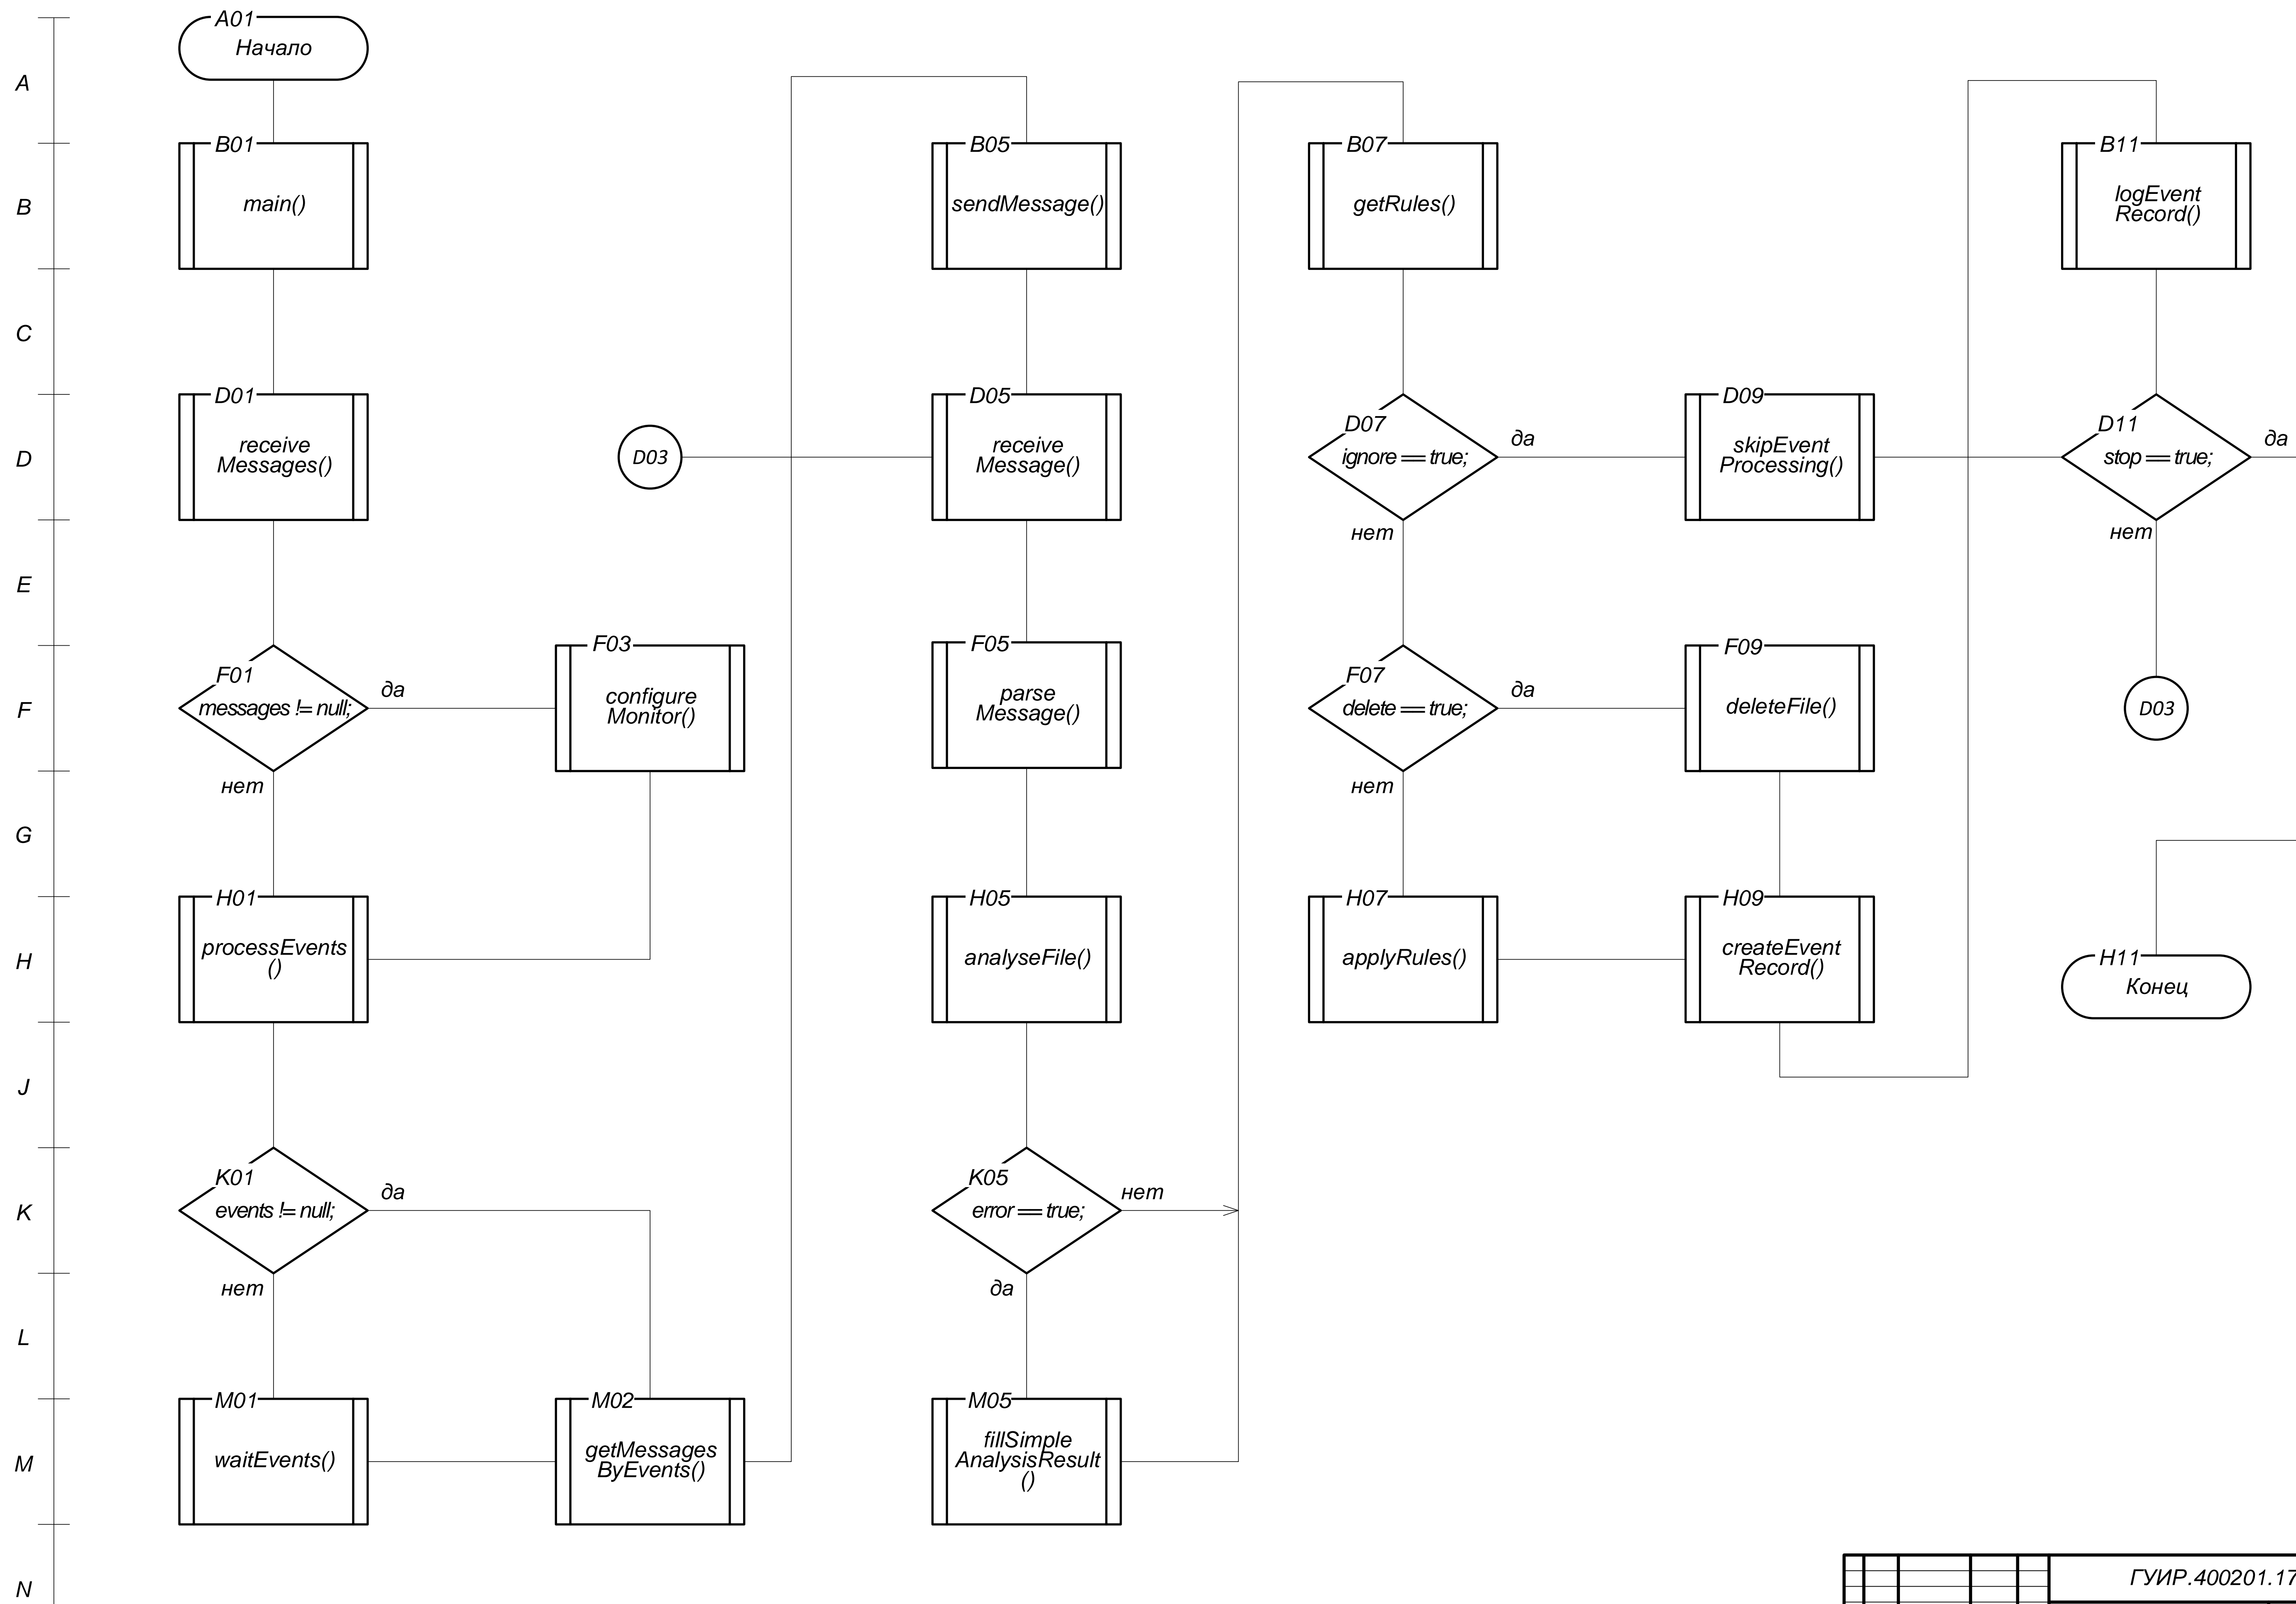 A
B
C
D
E
F
G
H
J
K
L
M
N
A01
Начало
B01
main()
D01
receive
Messages()
F01
messages != null;
да
нет
F03
configure
Monitor()
H01
processEvents
()
K01
events != null;
да
нет
M01
waitEvents()
M02
getMessages
ByEvents()
D03
B05
sendMessage()
D05
receive
Message()
F05
parse
Message()
H05
analyseFile()
K05
error == true;
нет
да
M05
fillSimple
AnalysisResult
()
B07
getRules()
D07
ignore == true;
да
нет
F07
delete == true;
да
нет
H07
applyRules()
D09
skipEvent
Processing()
F09
deleteFile()
H09
createEvent
Record()
B11
logEvent
Record()
D11
stop == true;
да
нет
D03
H11
Конец
ГУИР.400201.17